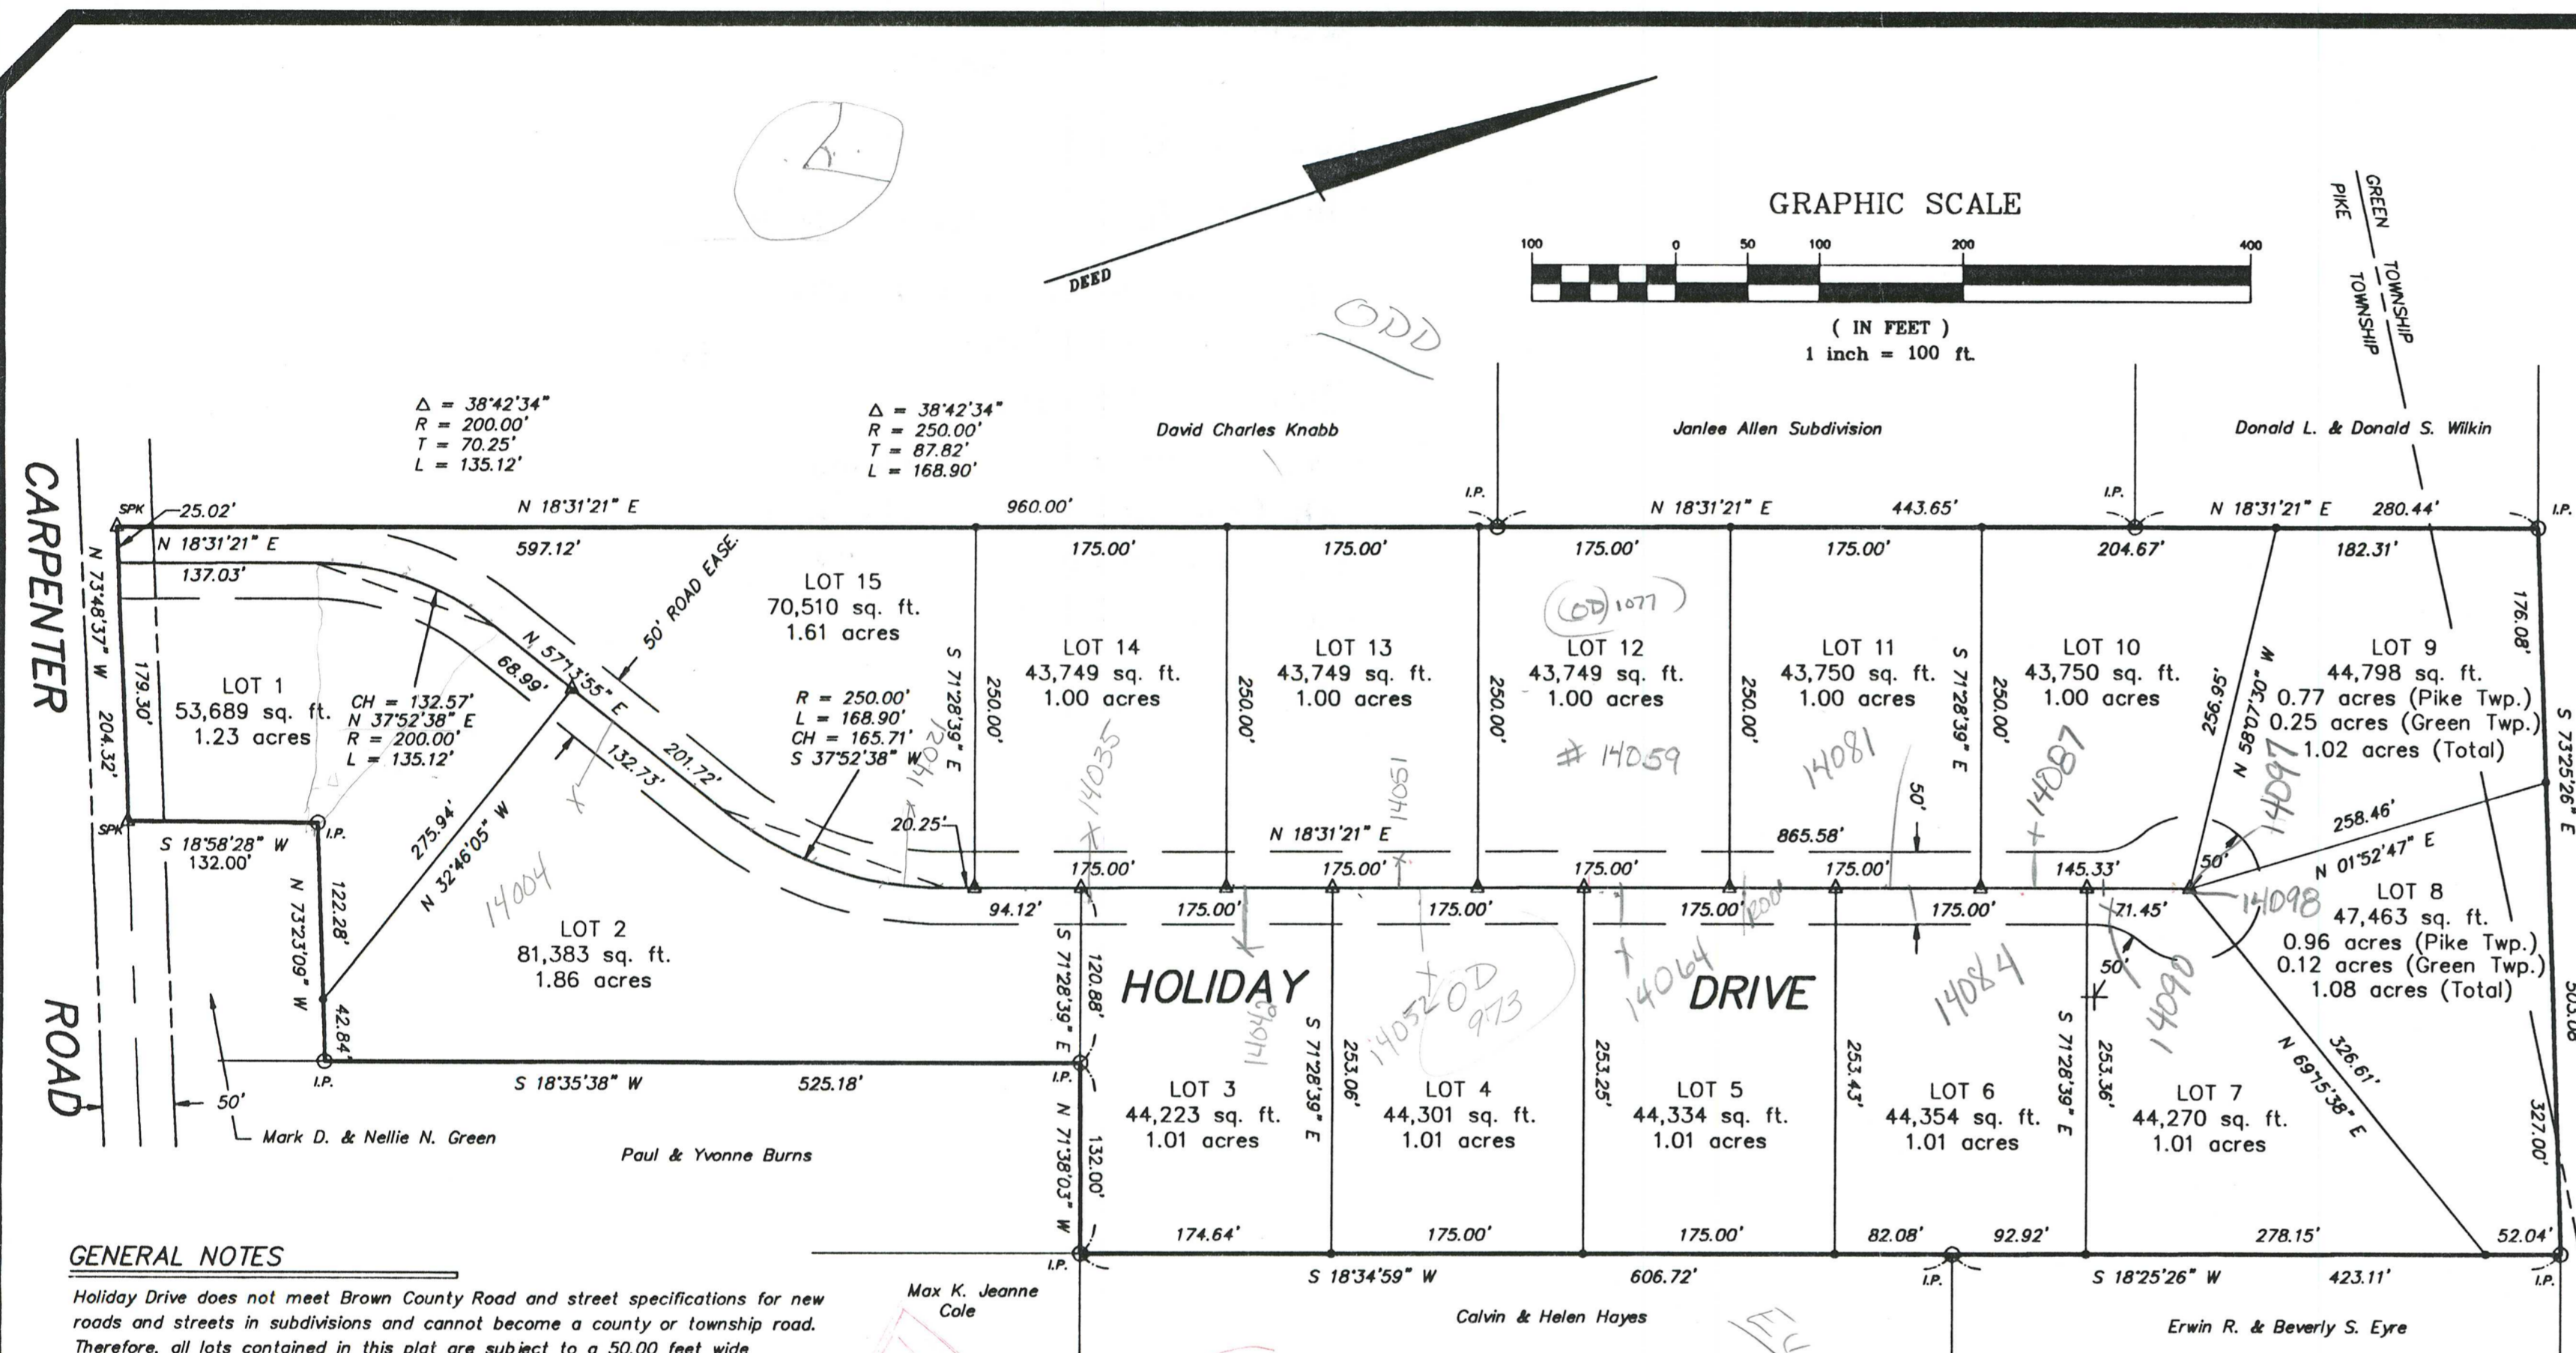 GRAPHIC SCALE
100 0 50 100 200 400
( IN FEET )
1 inch = 100 ft.
DEED
ODD
GREEN TOWNSHIP
PIKE TOWNSHIP
Δ = 38°42'34"
R = 200.00'
T = 70.25'
L = 135.12'
Δ = 38°42'34"
R = 250.00'
T = 87.82'
L = 168.90'
David Charles Knabb
Janlee Allen Subdivision
Donald L. & Donald S. Wilkin
CARPENTER ROAD
SPK
25.02'
N 18°31'21" E
960.00'
I.P.
N 18°31'21" E
443.65'
I.P.
N 18°31'21" E
280.44'
I.P.
N 18°31'21" E
137.03'
597.12'
175.00'
175.00'
175.00'
175.00'
204.67'
182.31'
50' ROAD EASE.
N 73°48'37" W 204.32'
179.30'
LOT 1
53,689 sq. ft.
1.23 acres
CH = 132.57'
N 37°52'38" E
R = 200.00'
L = 135.12'
N 57°13'55" E
68.99'
201.72'
132.73'
LOT 15
70,510 sq. ft.
1.61 acres
R = 250.00'
L = 168.90'
CH = 165.71'
S 37°52'38" W
14021
S 71°28'39" E
250.00'
LOT 14
43,749 sq. ft.
1.00 acres
14035
250.00'
LOT 13
43,749 sq. ft.
1.00 acres
14051
250.00'
(OD) 1077
LOT 12
43,749 sq. ft.
1.00 acres
# 14059
250.00'
LOT 11
43,750 sq. ft.
1.00 acres
14081
S 71°28'39" E
250.00'
LOT 10
43,750 sq. ft.
1.00 acres
14087
256.95'
N 58°07'30" W
LOT 9
44,798 sq. ft.
0.77 acres (Pike Twp.)
0.25 acres (Green Twp.)
1.02 acres (Total)
14097
176.08'
S 73°25'26" E
SPK
S 18°58'28" W
132.00'
I.P.
N 73°23'09" W
122.28'
42.84'
275.94'
N 32°46'05" W
14004
20.25'
N 18°31'21" E
865.58'
50'
175.00'
175.00'
175.00'
175.00'
145.33'
50'
258.46'
N 01°52'47" E
94.12'
175.00'
175.00'
175.00'
175.00'
71.45'
14098
LOT 2
81,383 sq. ft.
1.86 acres
LOT 8
47,463 sq. ft.
0.96 acres (Pike Twp.)
0.12 acres (Green Twp.)
1.08 acres (Total)
HOLIDAY DRIVE
S 71°28'39" E
120.88'
14042
14052
OD
973
14064
14084
50'
14090
I.P.
S 18°35'38" W
525.18'
I.P.
N 71°38'03" W
132.00'
LOT 3
44,223 sq. ft.
1.01 acres
S 71°28'39" E
253.06'
LOT 4
44,301 sq. ft.
1.01 acres
253.25'
LOT 5
44,334 sq. ft.
1.01 acres
253.43'
LOT 6
44,354 sq. ft.
1.01 acres
S 71°28'39" E
253.36'
LOT 7
44,270 sq. ft.
1.01 acres
326.61'
N 69°15'38" E
327.00'
50'
Mark D. & Nellie N. Green
Paul & Yvonne Burns
174.64'
175.00'
175.00'
82.08'
92.92'
278.15'
52.04'
I.P.
S 18°34'59" W
606.72'
I.P.
S 18°25'26" W
423.11'
I.P.
Max K. Jeanne
Cole
Calvin & Helen Hayes
Erwin R. & Beverly S. Eyre
GENERAL NOTES
Holiday Drive does not meet Brown County Road and street specifications for new
roads and streets in subdivisions and cannot become a county or township road.
Therefore, all lots contained in this plat are subject to a 50.00 feet wide